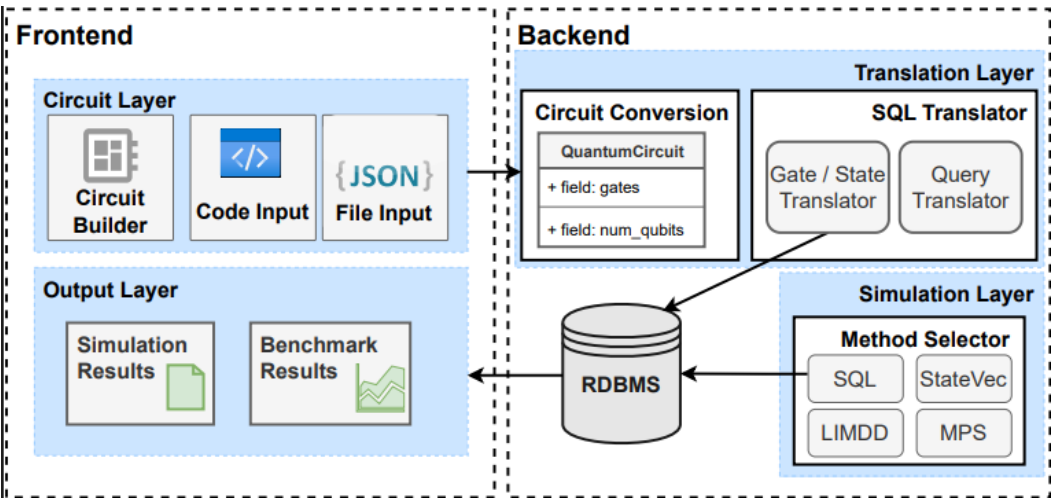 Frontend
Circuit Layer
Circuit
Builder
</>
Code Input
{JSON}
File Input
Output Layer
Simulation
Results
Benchmark
Results
Backend
Translation Layer
Circuit Conversion
QuantumCircuit
+ field: gates
+ field: num_qubits
SQL Translator
Gate / State
Translator
Query
Translator
RDBMS
Simulation Layer
Method Selector
SQL
StateVec
LIMDD
MPS